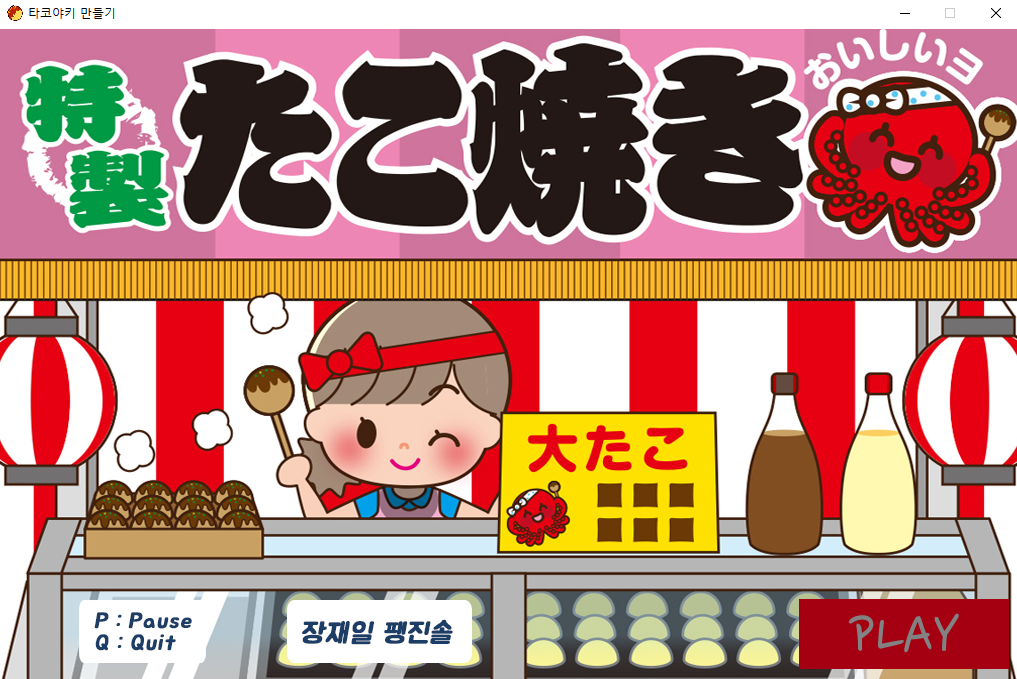 타코야키 만들기
特製
たこ焼き
おいしいヨ
大たこ
P : Pause
Q : Quit
장재일 팽진솔
PLAY